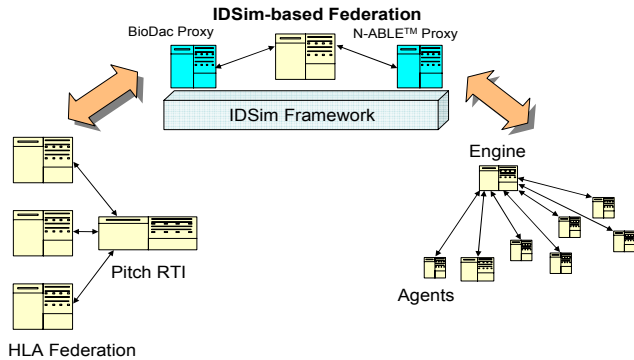 IDSim-based Federation
BioDac Proxy
N-ABLE™ Proxy
IDSim Framework
Engine
Pitch RTI
Agents
HLA Federation